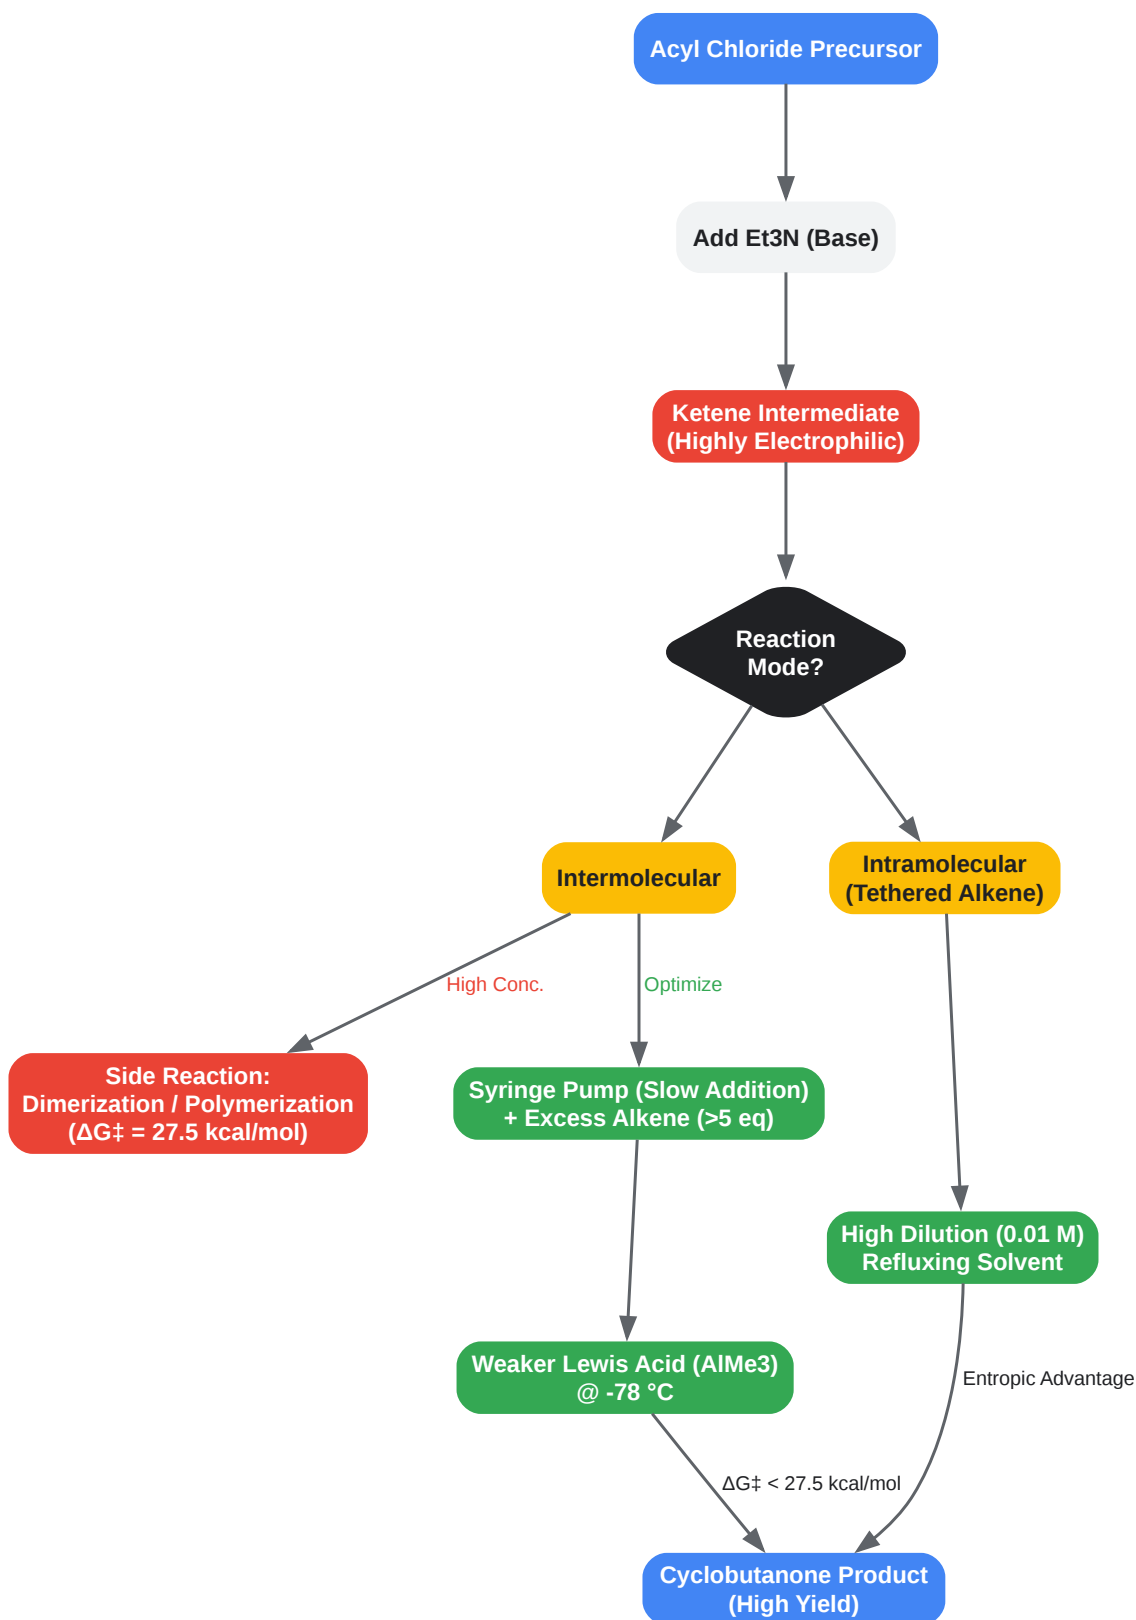 Acyl Chloride Precursor
Add Et3N (Base)
Ketene Intermediate
(Highly Electrophilic)
Reaction
Mode?
Intermolecular
Intramolecular
(Tethered Alkene)
High Conc.
Optimize
Side Reaction:
Dimerization / Polymerization
(ΔG‡ = 27.5 kcal/mol)
Syringe Pump (Slow Addition)
+ Excess Alkene (>5 eq)
High Dilution (0.01 M)
Refluxing Solvent
Weaker Lewis Acid (AlMe3)
@ -78 °C
Entropic Advantage
ΔG‡ < 27.5 kcal/mol
Cyclobutanone Product
(High Yield)